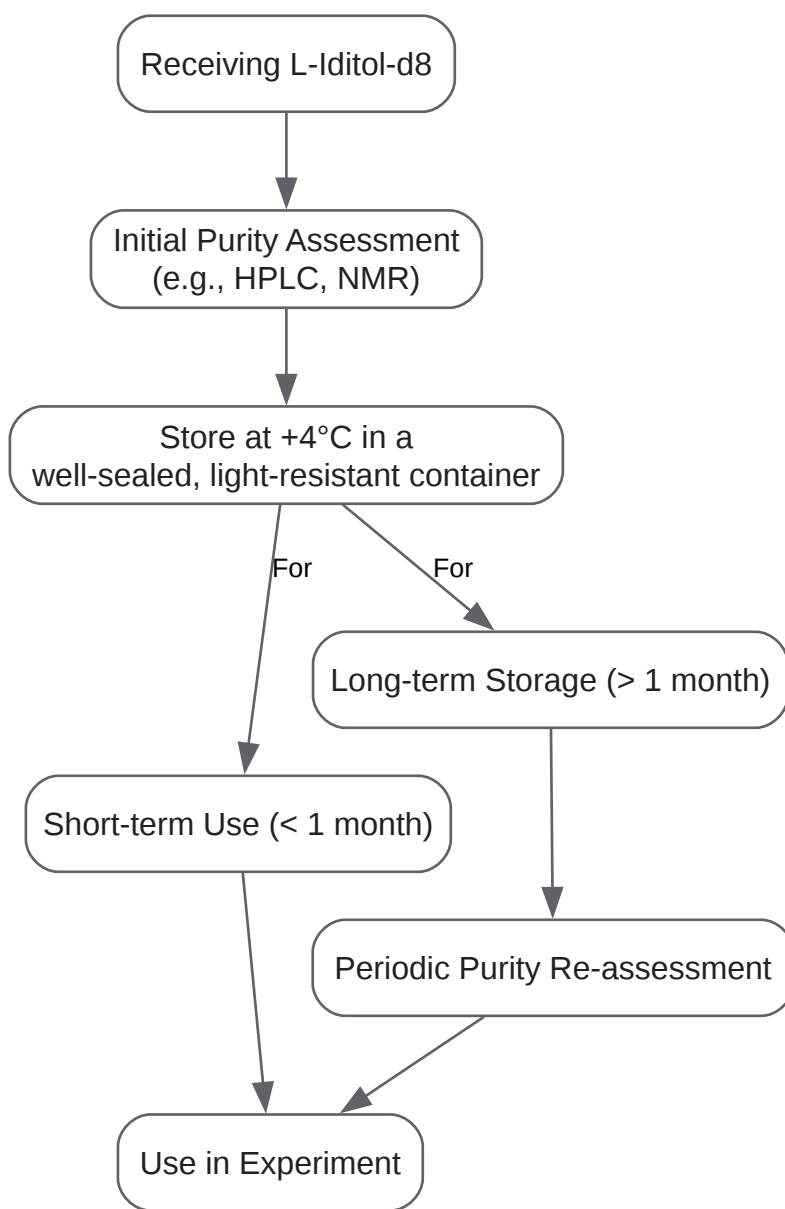 Receiving L-Iditol-d8
Initial Purity Assessment
(e.g., HPLC, NMR)
Store at +4°C in a
well-sealed, light-resistant container
For
For
Long-term Storage (> 1 month)
Short-term Use (< 1 month)
Periodic Purity Re-assessment
Use in Experiment